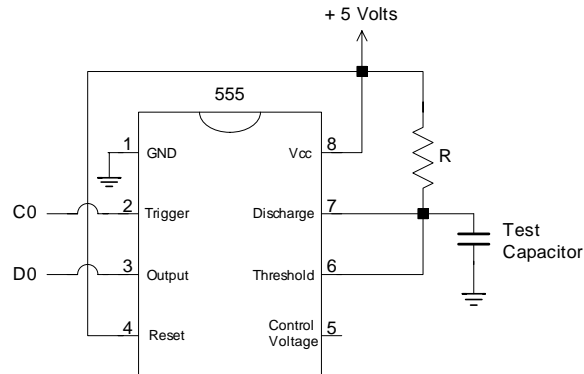 + 5 Volts
555
1 GND
Vcc 8
R
C0 2 Trigger
Discharge 7
Test
Capacitor
D0 3 Output
Threshold 6
4 Reset
Control
Voltage 5